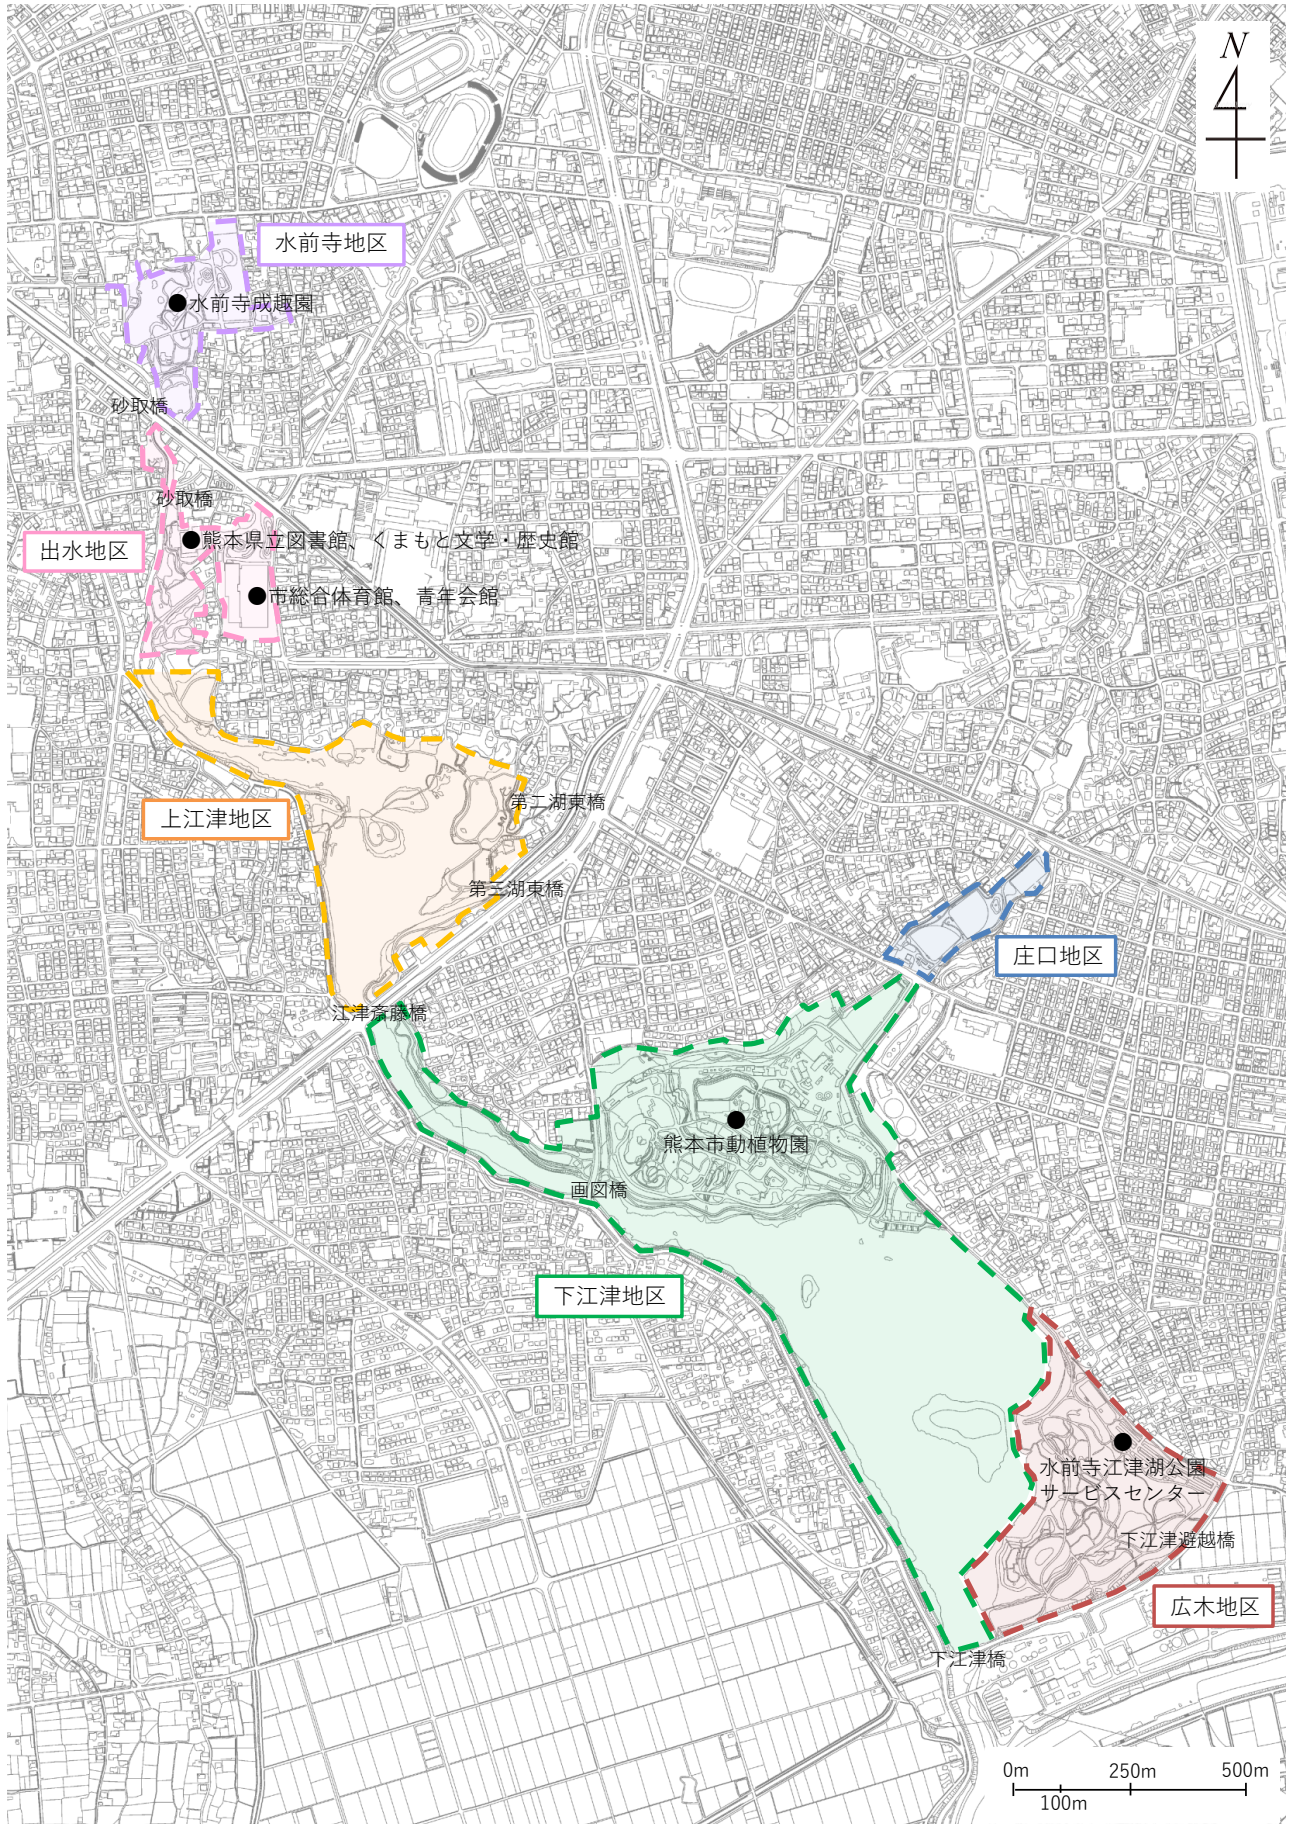 N
水前寺地区
水前寺成趣園
砂取橋
砂取橋
出水地区
熊本県立図書館、くまもと文学・歴史館
市総合体育館、青年会館
上江津地区
第二湖東橋
第三湖東橋
庄口地区
江津斎藤橋
熊本市動植物園
画図橋
下江津地区
水前寺江津湖公園
サービスセンター
下江津避越橋
広木地区
下江津橋
0m 250m 500m
100m